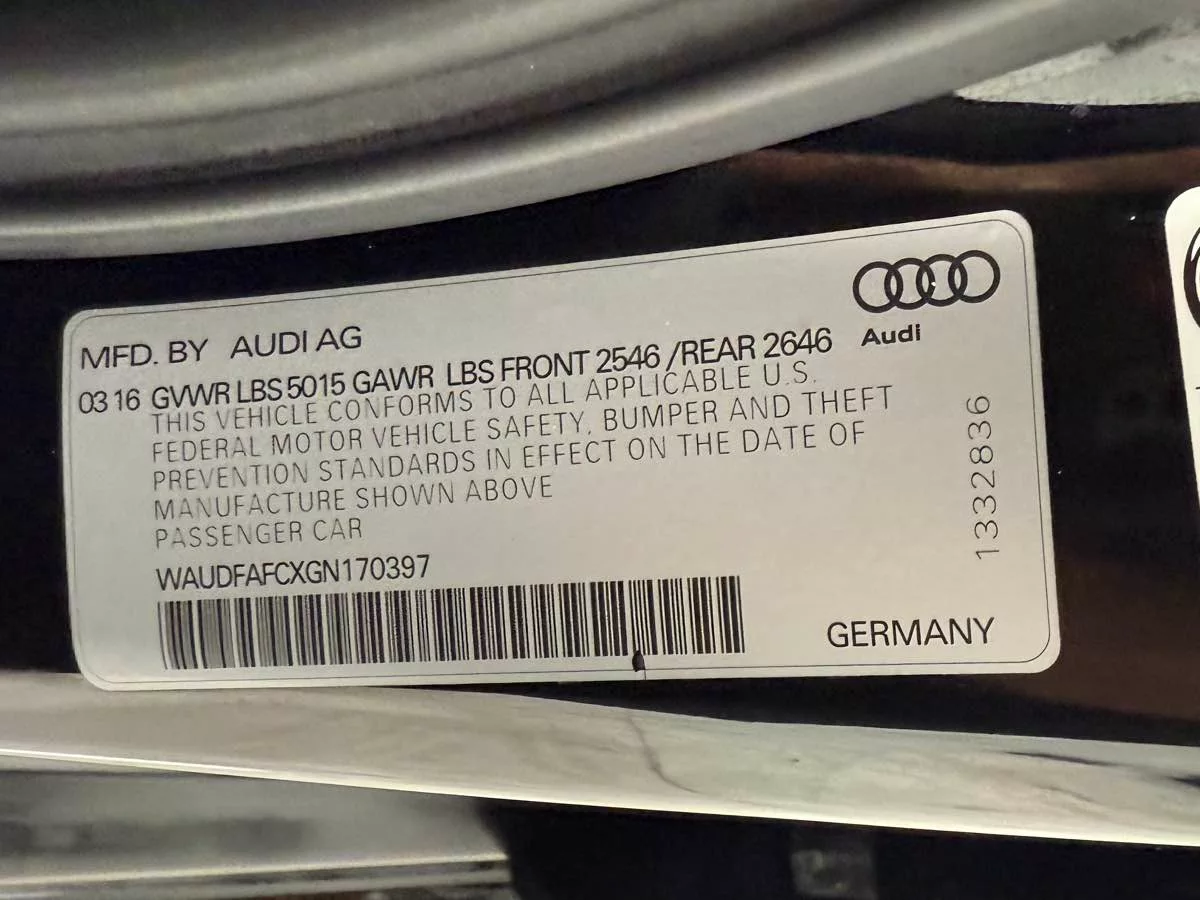 MFD. BY AUDI AG
Audi
03 16 GVWR LBS 5015 GAWR LBS FRONT 2546 /REAR 2646
THIS VEHICLE CONFORMS TO ALL APPLICABLE U.S.
FEDERAL MOTOR VEHICLE SAFETY, BUMPER AND THEFT
PREVENTION STANDARDS IN EFFECT ON THE DATE OF
MANUFACTURE SHOWN ABOVE
PASSENGER CAR
WAUDFAFCXGN170397
1332836
GERMANY